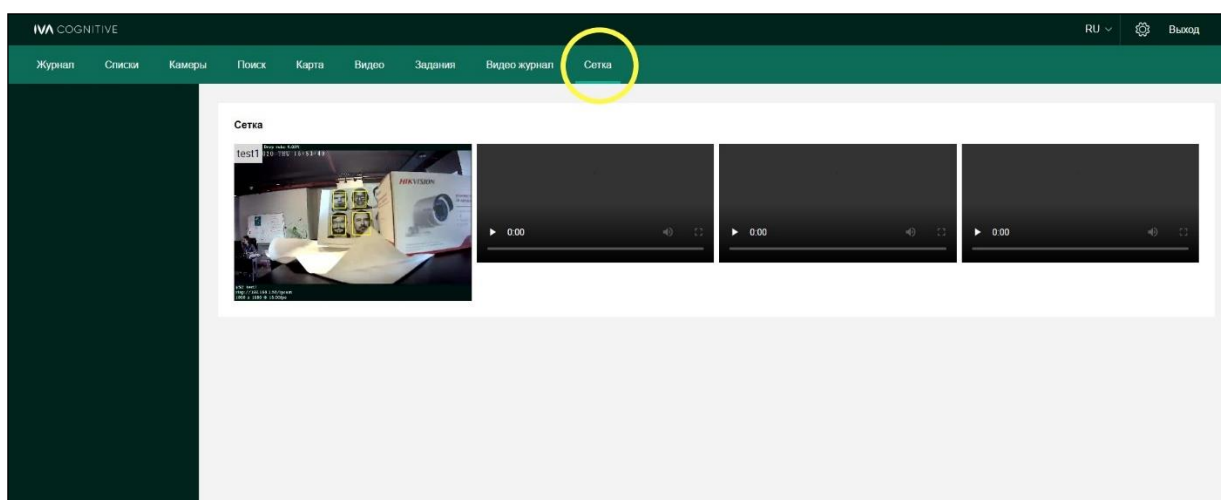 IVA COGNITIVE
RU
Выход
Журнал Списки Камеры Поиск Карта Видео Задания Видео журнал Сетка
Сетка
test1
HIKVISION
0:00
0:00
0:00